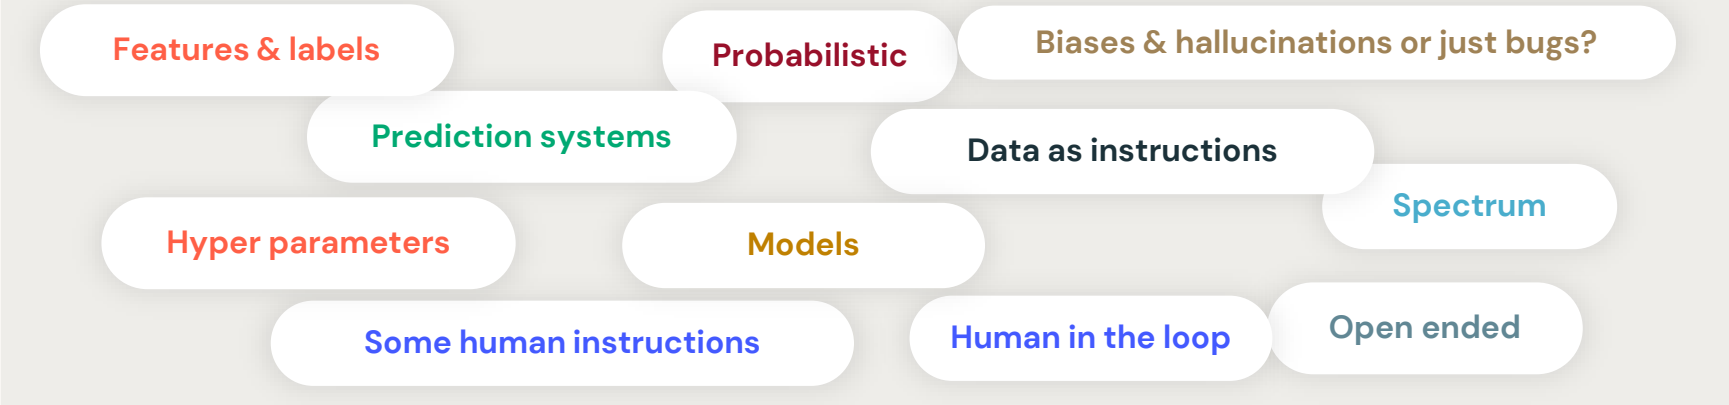 Features & labels
Probabilistic
Biases & hallucinations or just bugs?
Prediction systems
Data as instructions
Spectrum
Hyper parameters
Models
Some human instructions
Human in the loop
Open ended